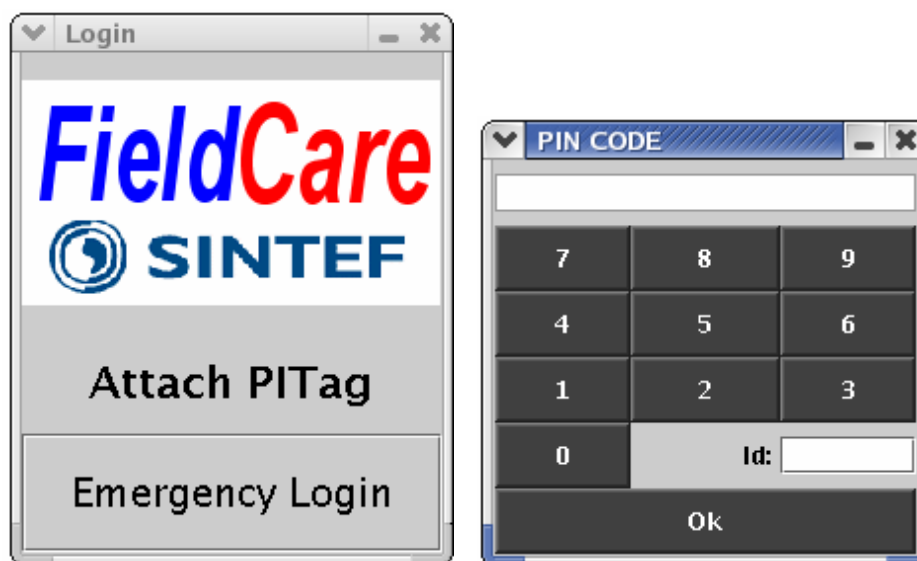 Login
FieldCare
SINTEF
Attach PITag
Emergency Login
PIN CODE
7 8 9
4 5 6
1 2 3
0 Id:
Ok